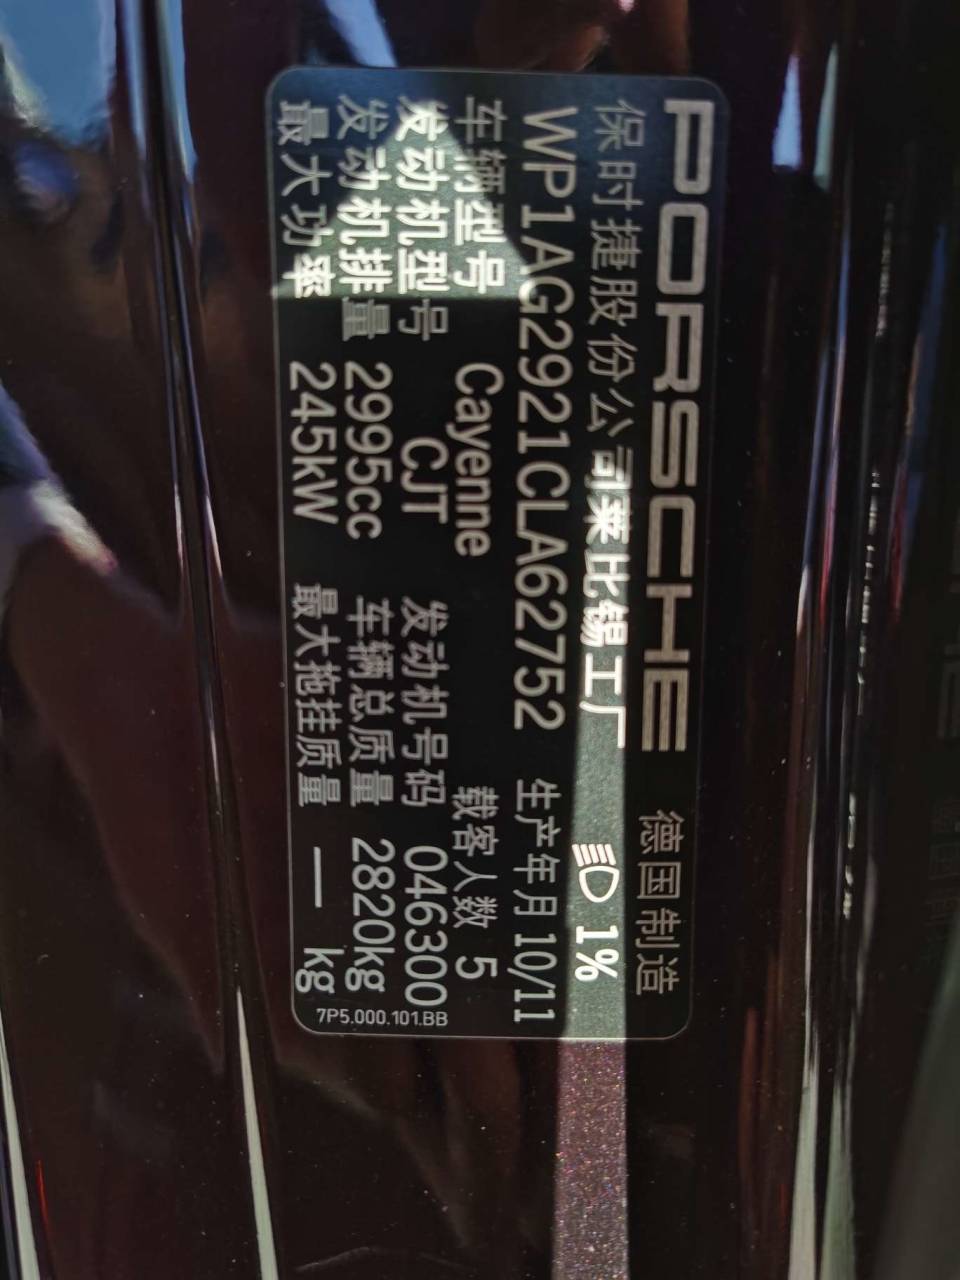 PORSCHE 德国制造
保时捷股份公司莱比锡工厂 1%
WP1AG2921CLA62752 生产年月 10/11
车辆型号 Cayenne 载客人数 5
发动机型号 CJT 发动机号码 046300
发动机排量 2995cc 车辆总质量 2820kg
最大功率 245kW 最大拖挂质量 — kg
7P5.000.101.BB